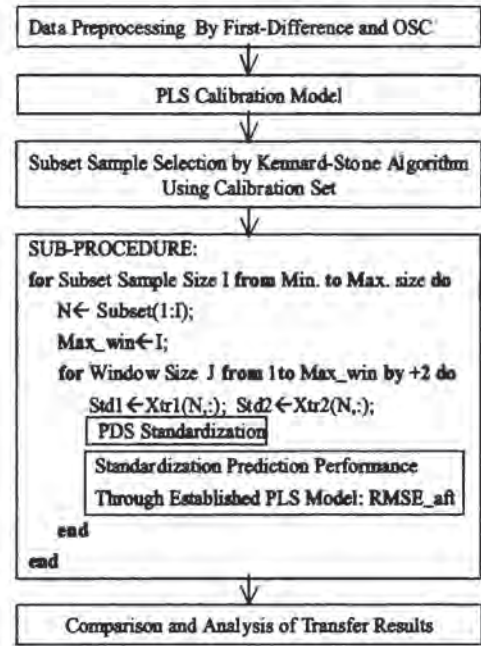 Data Preprocessing By First-Difference and OSC
PLS Calibration Model
Subset Sample Selection by Kennard-Stone Algorithm
Using Calibration Set
SUB-PROCEDURE:
for Subset Sample Size I from Min. to Max. size do
N← Subset(1:I);
Max_win←I;
for Window Size J from 1to Max_win by +2 do
Std1←Xtr1(N,:); Std2←Xtr2(N,:);
PDS Standardization
Standardization Prediction Performance
Through Established PLS Model: RMSE_aft
end
end
Comparison and Analysis of Transfer Results